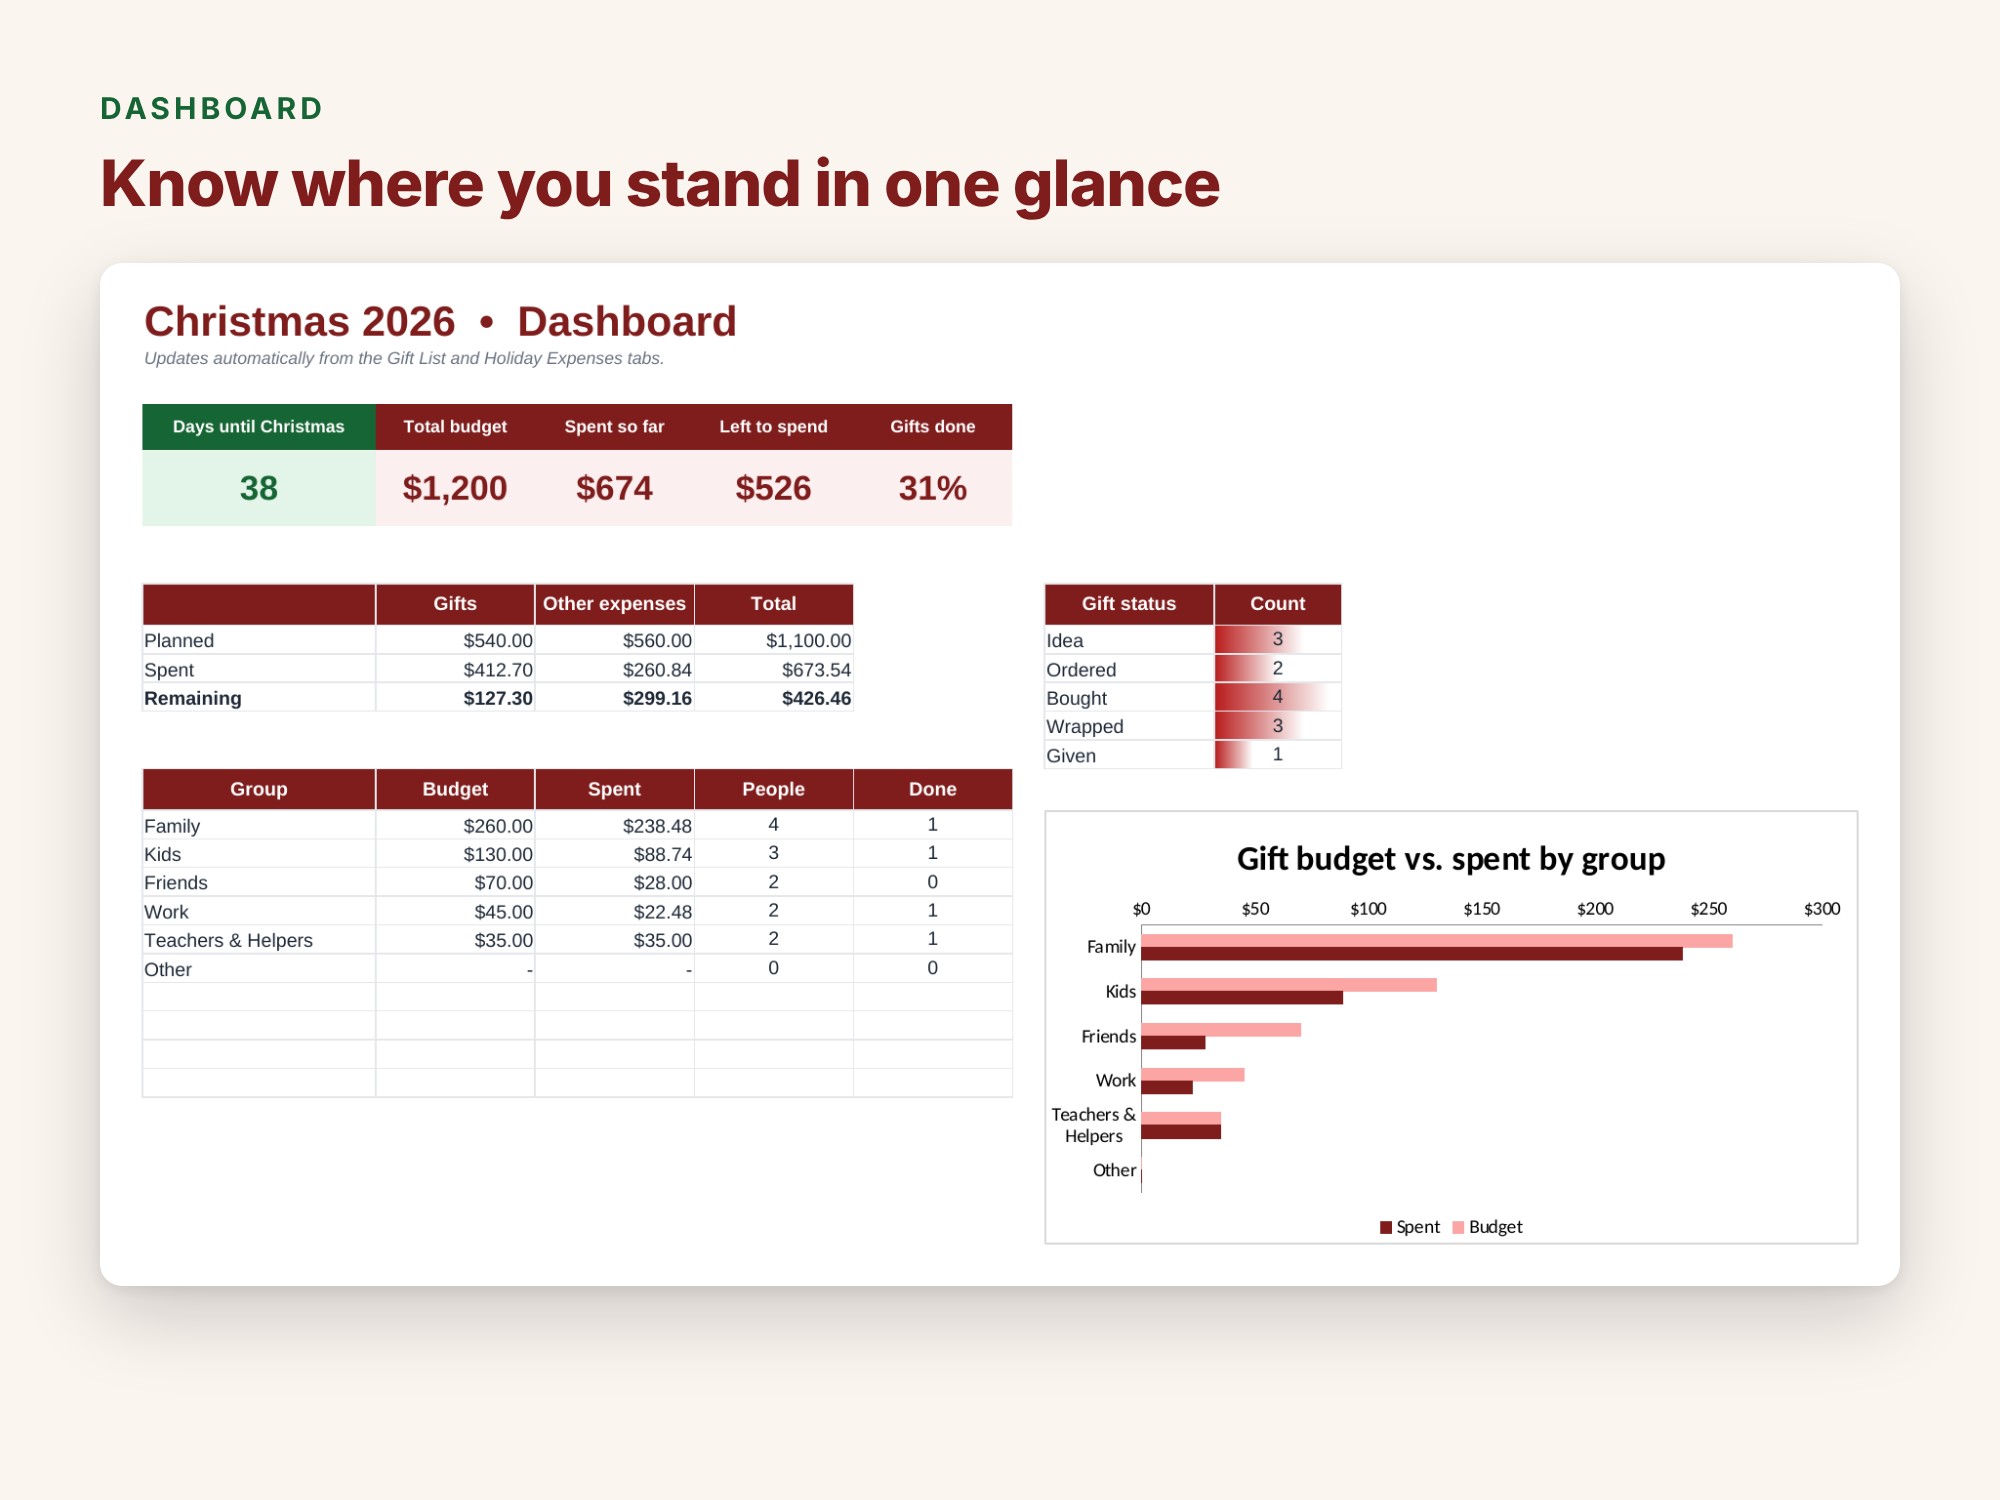 DASHBOARD
Know where you stand in one glance
Christmas 2026 • Dashboard
Updates automatically from the Gift List and Holiday Expenses tabs.
Days until Christmas Total budget Spent so far Left to spend Gifts done
38 $1,200 $674 $526 31%
Gifts Other expenses Total
Planned $540.00 $560.00 $1,100.00
Spent $412.70 $260.84 $673.54
Remaining $127.30 $299.16 $426.46
Gift status Count
Idea 3
Ordered 2
Bought 4
Wrapped 3
Given 1
Group Budget Spent People Done
Family $260.00 $238.48 4 1
Kids $130.00 $88.74 3 1
Friends $70.00 $28.00 2 0
Work $45.00 $22.48 2 1
Teachers & Helpers $35.00 $35.00 2 1
Other - - 0 0
Gift budget vs. spent by group
$0 $50 $100 $150 $200 $250 $300
Family
Kids
Friends
Work
Teachers &
Helpers
Other
Spent Budget